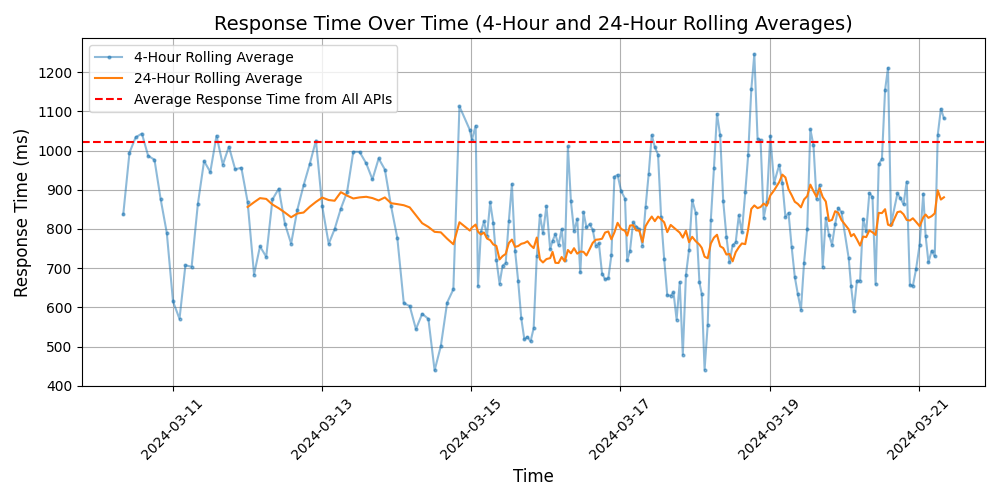 Response Time Over Time (4-Hour and 24-Hour Rolling Averages)
4-Hour Rolling Average
24-Hour Rolling Average
Average Response Time from All APIs
Response Time (ms)
1200
1100
1000
900
800
700
600
500
400
2024-03-11
2024-03-13
2024-03-15
2024-03-17
2024-03-19
2024-03-21
Time